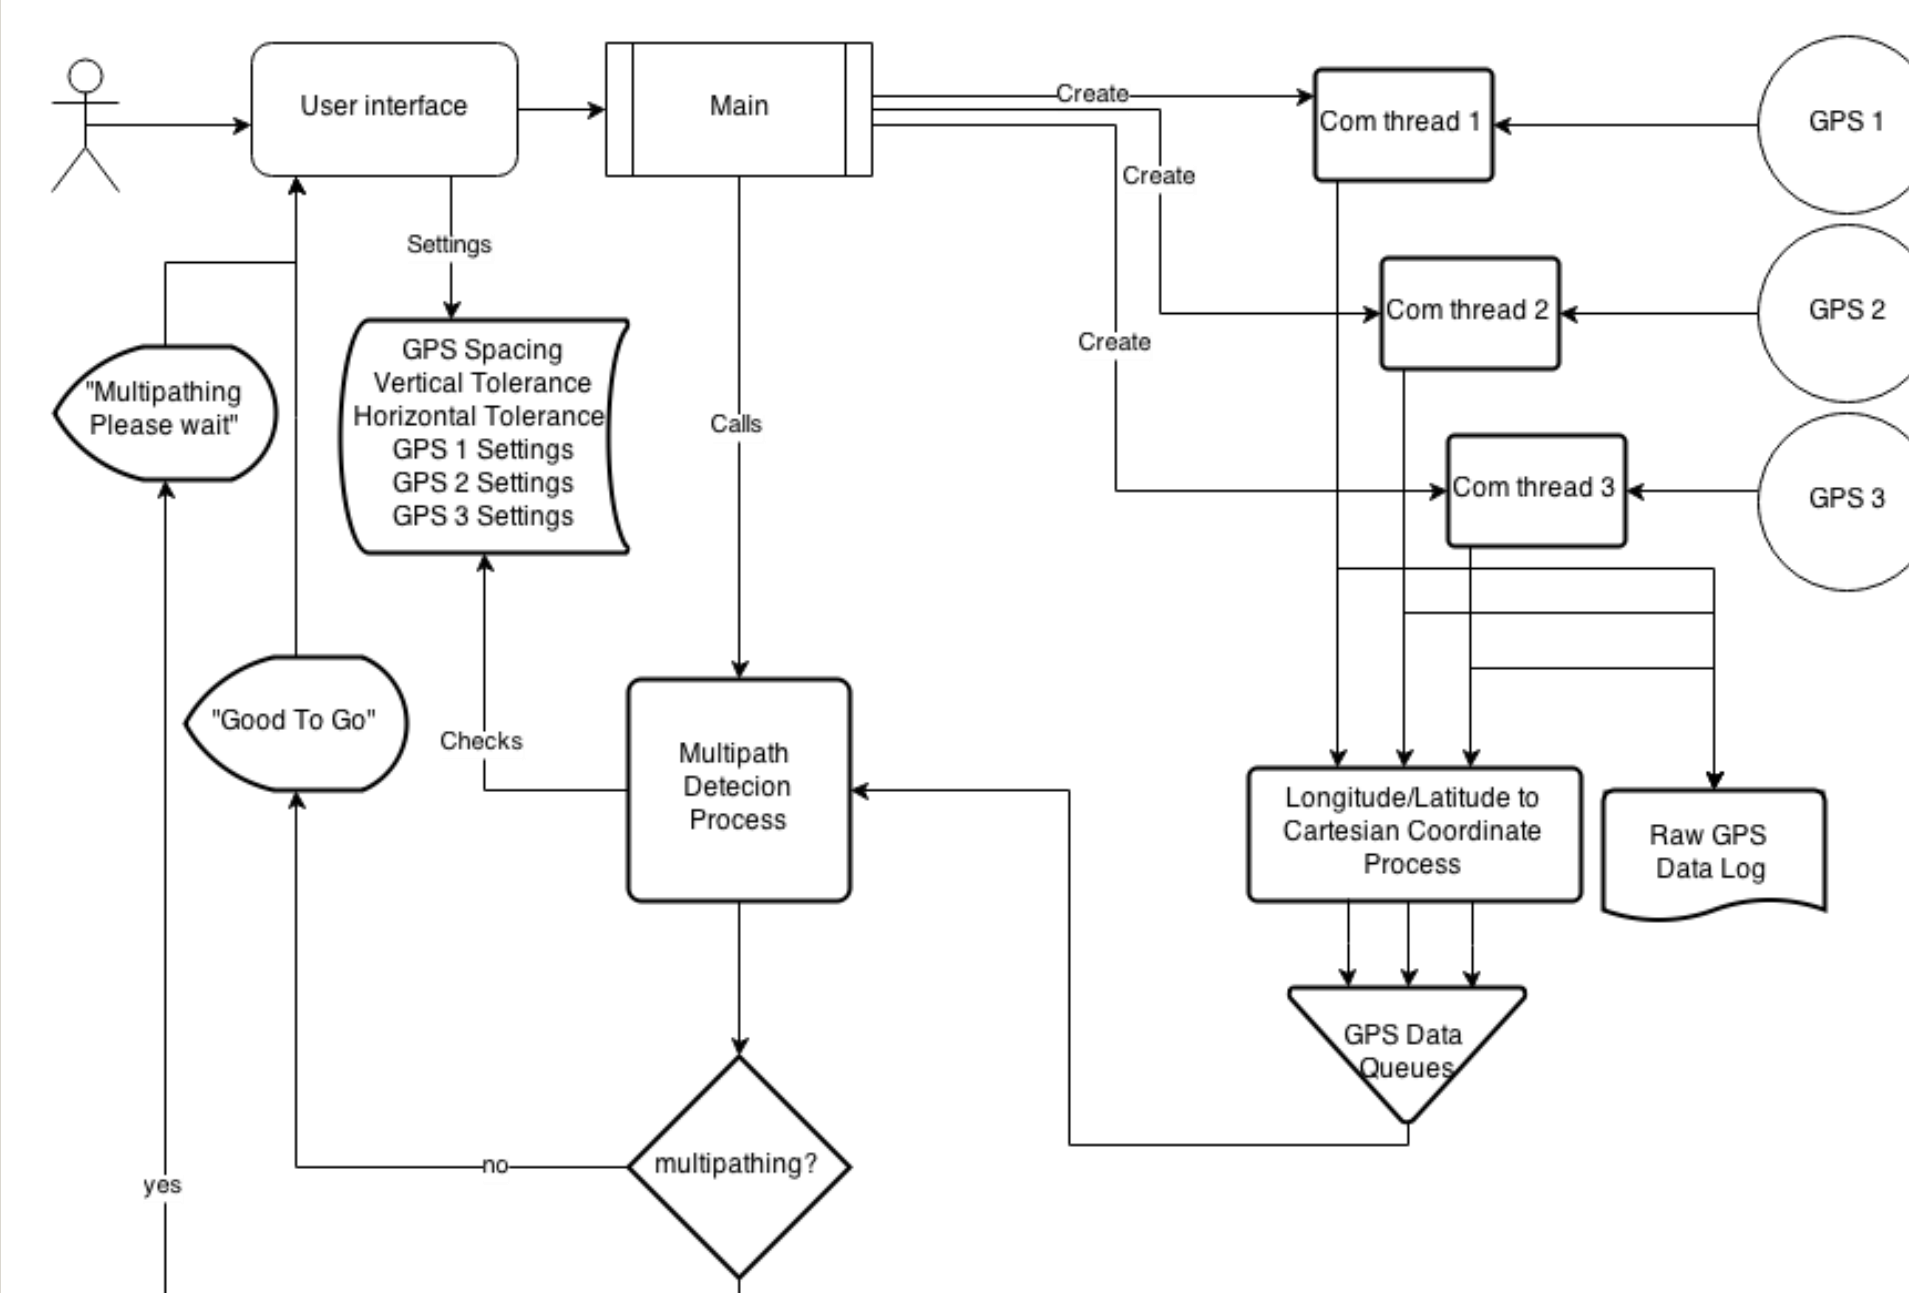 User interface
Main
Create
Com thread 1
GPS 1
Create
Settings
Com thread 2
GPS 2
Create
GPS Spacing
Vertical Tolerance
Horizontal Tolerance
GPS 1 Settings
GPS 2 Settings
GPS 3 Settings
"Multipathing
Please wait"
Calls
Com thread 3
GPS 3
"Good To Go"
Checks
Multipath
Detecion
Process
Longitude/Latitude to
Cartesian Coordinate
Process
Raw GPS
Data Log
GPS Data
Queues
multipathing?
no
yes